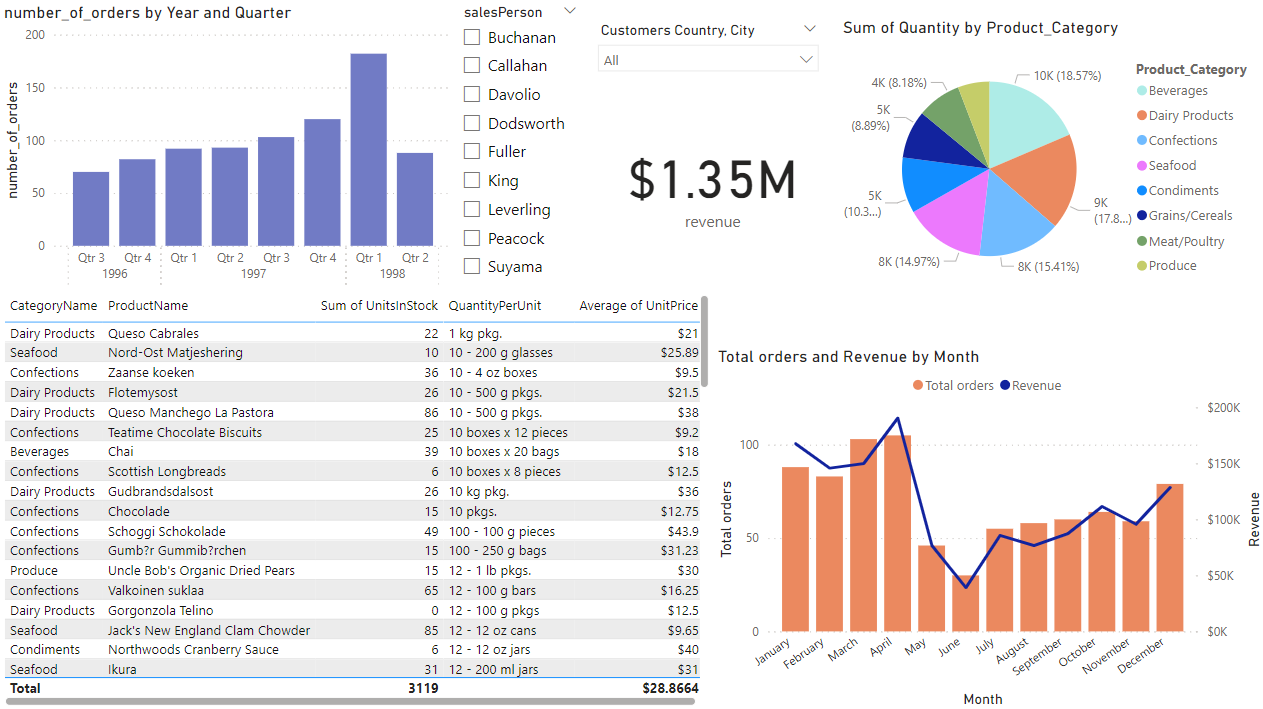 number_of_orders by Year and Quarter
number_of_orders
200
150
100
50
0
Qtr 3 Qtr 4 Qtr 1 Qtr 2 Qtr 3 Qtr 4 Qtr 1 Qtr 2
1996 1997 1998
salesPerson
Buchanan
Callahan
Davolio
Dodsworth
Fuller
King
Leverling
Peacock
Suyama
Customers Country, City
All
$1.35M
revenue
Sum of Quantity by Product_Category
10K (18.57%)
9K
(17.8...)
8K (15.41%)
8K (14.97%)
5K
(10.3...)
5K
(8.89%)
4K (8.18%)
Product_Category
Beverages
Dairy Products
Confections
Seafood
Condiments
Grains/Cereals
Meat/Poultry
Produce
CategoryName ProductName Sum of UnitsInStock QuantityPerUnit Average of UnitPrice
Dairy Products Queso Cabrales 22 1 kg pkg. $21
Seafood Nord-Ost Matjeshering 10 10 - 200 g glasses $25.89
Confections Zaanse koeken 36 10 - 4 oz boxes $9.5
Dairy Products Flotemysost 26 10 - 500 g pkgs. $21.5
Dairy Products Queso Manchego La Pastora 86 10 - 500 g pkgs. $38
Confections Teatime Chocolate Biscuits 25 10 boxes x 12 pieces $9.2
Beverages Chai 39 10 boxes x 20 bags $18
Confections Scottish Longbreads 6 10 boxes x 8 pieces $12.5
Dairy Products Gudbrandsdalsost 26 10 kg pkg. $36
Confections Chocolade 15 10 pkgs. $12.75
Confections Schoggi Schokolade 49 100 - 100 g pieces $43.9
Confections Gumb?r Gummib?rchen 15 100 - 250 g bags $31.23
Produce Uncle Bob's Organic Dried Pears 15 12 - 1 lb pkgs. $30
Confections Valkoinen suklaa 65 12 - 100 g bars $16.25
Dairy Products Gorgonzola Telino 0 12 - 100 g pkgs $12.5
Seafood Jack's New England Clam Chowder 85 12 - 12 oz cans $9.65
Condiments Northwoods Cranberry Sauce 6 12 - 12 oz jars $40
Seafood Ikura 31 12 - 200 ml jars $31
Total 3119 $28.8664
Total orders and Revenue by Month
Total orders Revenue
Total orders
100
50
0
$200K
$150K
$100K
$50K
$0K
Revenue
January February March April May June July August September October November December
Month